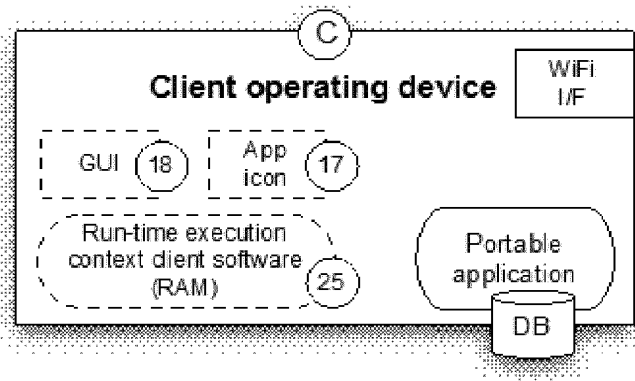 C
Client operating device
WiFi
I/F
GUI
18
App
icon
17
Run-time execution
context client software
(RAM)
25
Portable
application
DB